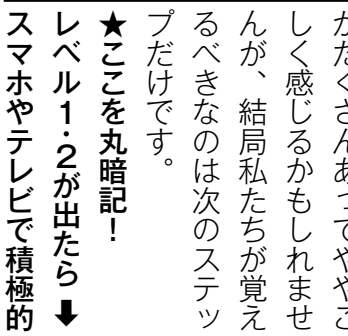 がたくさんあってややこ
しく感じるかもしれませ
んが、結局私たちが覚え
るべきなのは次のステッ
プだけです。
★ここを丸暗記！
レベル1・2が出たら➡
スマホやテレビで積極的